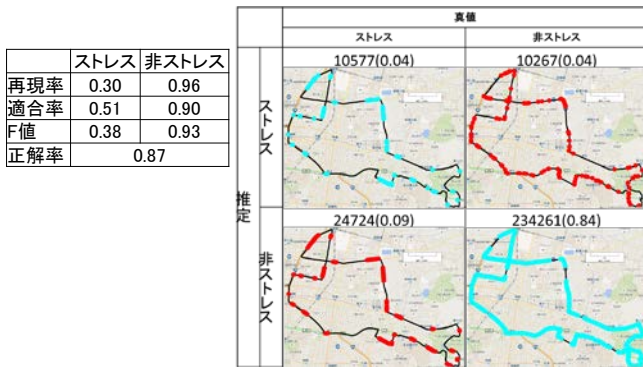 ストレス 非ストレス
再現率 0.30 0.96
適合率 0.51 0.90
F値 0.38 0.93
正解率 0.87
真値
ストレス 非ストレス
推定
ストレス
10577(0.04) 10267(0.04)
非ストレス
24724(0.09) 234261(0.84)